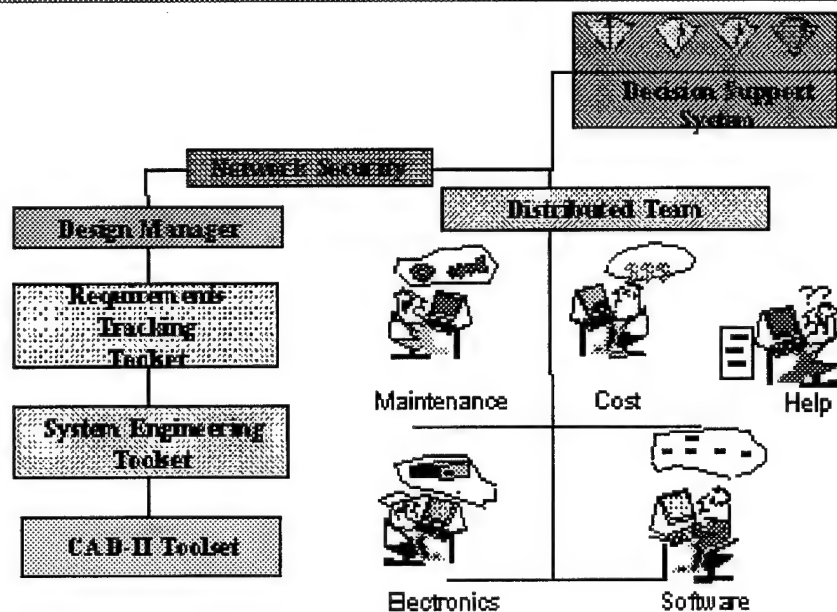 Decision Support
System
Network Security
Distributed Team
Design Manager
Requirements
Tracking
Toolset
System Engineering
Toolset
CAD-II Toolset
$$$
??
Maintenance
Cost
Help
Electronics
Software